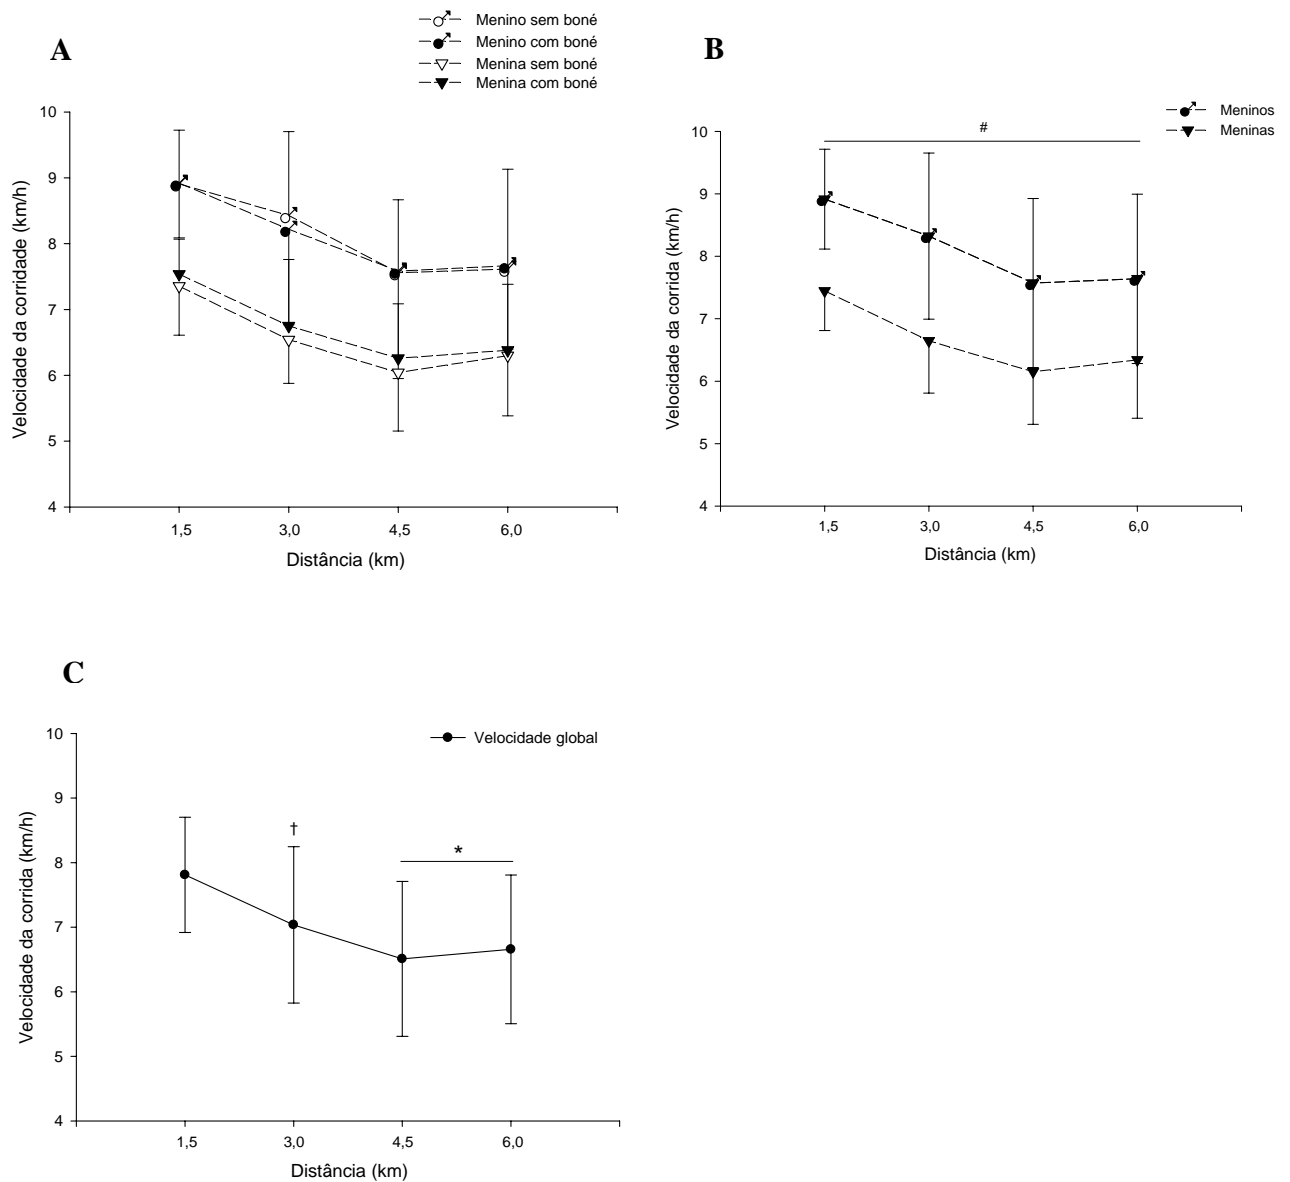 A
Menino sem boné
Menino com boné
Menina sem boné
Menina com boné
10
9
8
7
6
5
4
Velocidade da corridade (km/h)
1,5 3,0 4,5 6,0
Distância (km)
B
Meninos
Meninas
#
10
9
8
7
6
5
4
Velocidade da corrida (km/h)
1,5 3,0 4,5 6,0
Distância (km)
C
Velocidade global
10
9
8
7
6
5
4
†
*
Velocidade da corrida (km/h)
1,5 3,0 4,5 6,0
Distância (km)